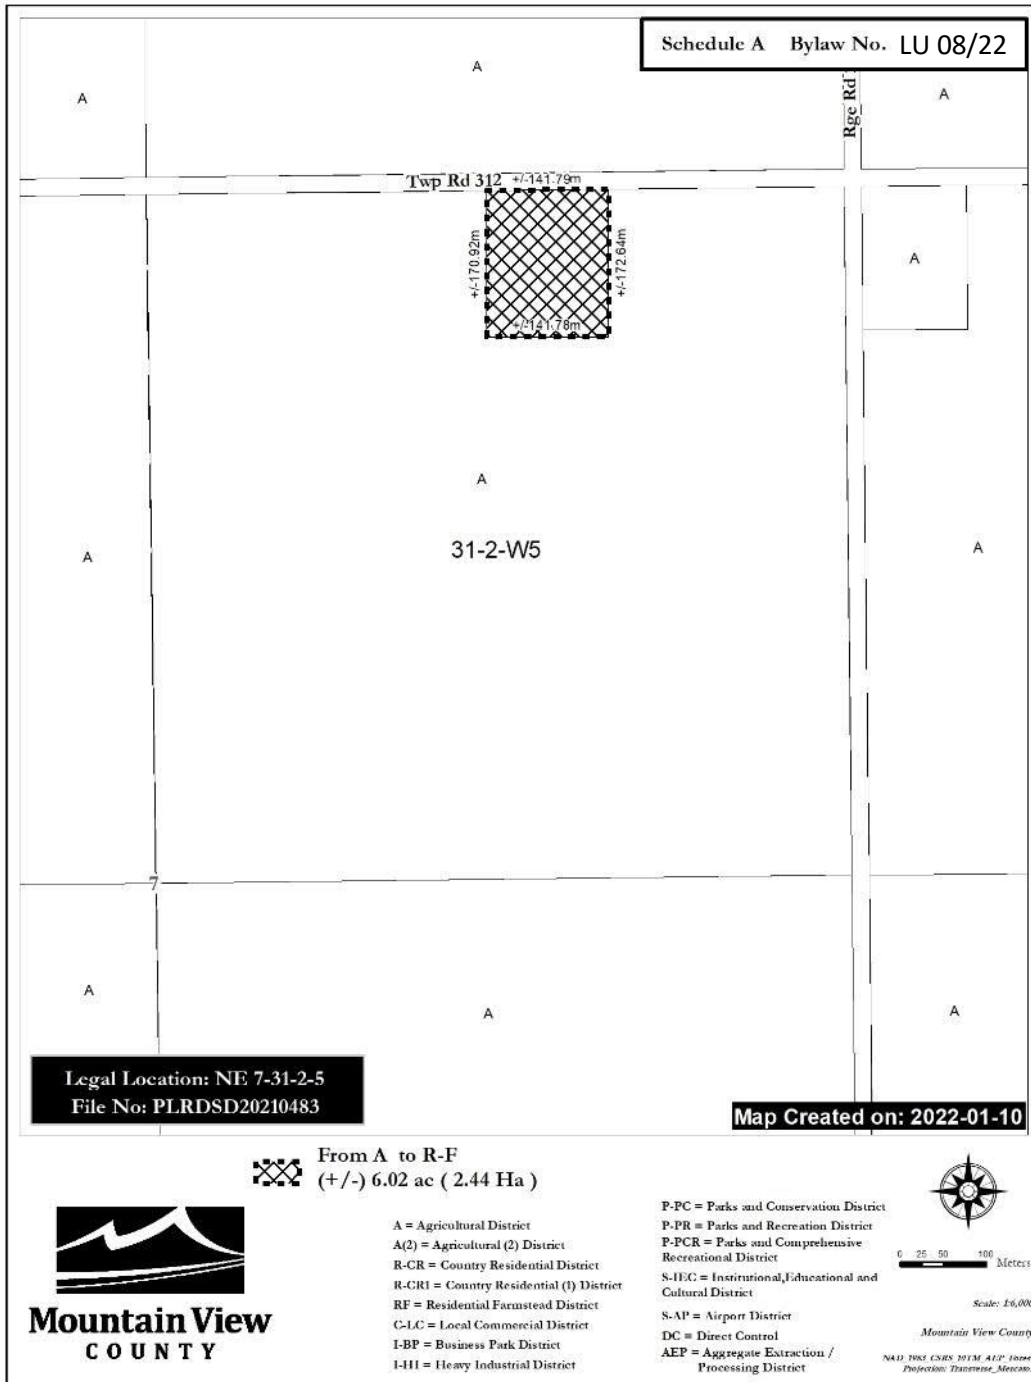 Schedule A Bylaw No. LU 08/22
A
A
A
Rge Rd
Twp Rd 312
+/-141.79m
+/-170.92m
+/-172.64m
+/-141.78m
A
A
31-2-W5
A
A
7
A
A
A
Legal Location: NE 7-31-2-5
File No: PLRDSD20210483
Map Created on: 2022-01-10
From A to R-F
(+/-) 6.02 ac ( 2.44 Ha )
Mountain View
COUNTY
A = Agricultural District
A(2) = Agricultural (2) District
R-CR = Country Residential District
R-CR1 = Country Residential (1) District
RF = Residential Farmstead District
C-LC = Local Commercial District
I-BP = Business Park District
I-HI = Heavy Industrial District
P-PC = Parks and Conservation District
P-PR = Parks and Recreation District
P-PCR = Parks and Comprehensive
Recreational District
S-IEC = Institutional,Educational and
Cultural District
S-AP = Airport District
DC = Direct Control
AEP = Aggregate Extraction /
Processing District
0 25 50 100
Meters
Scale: 1:6,000
Mountain View County
NAD_1983_CSRS_10TM_AEP_Forest
Projection: Transverse_Mercator